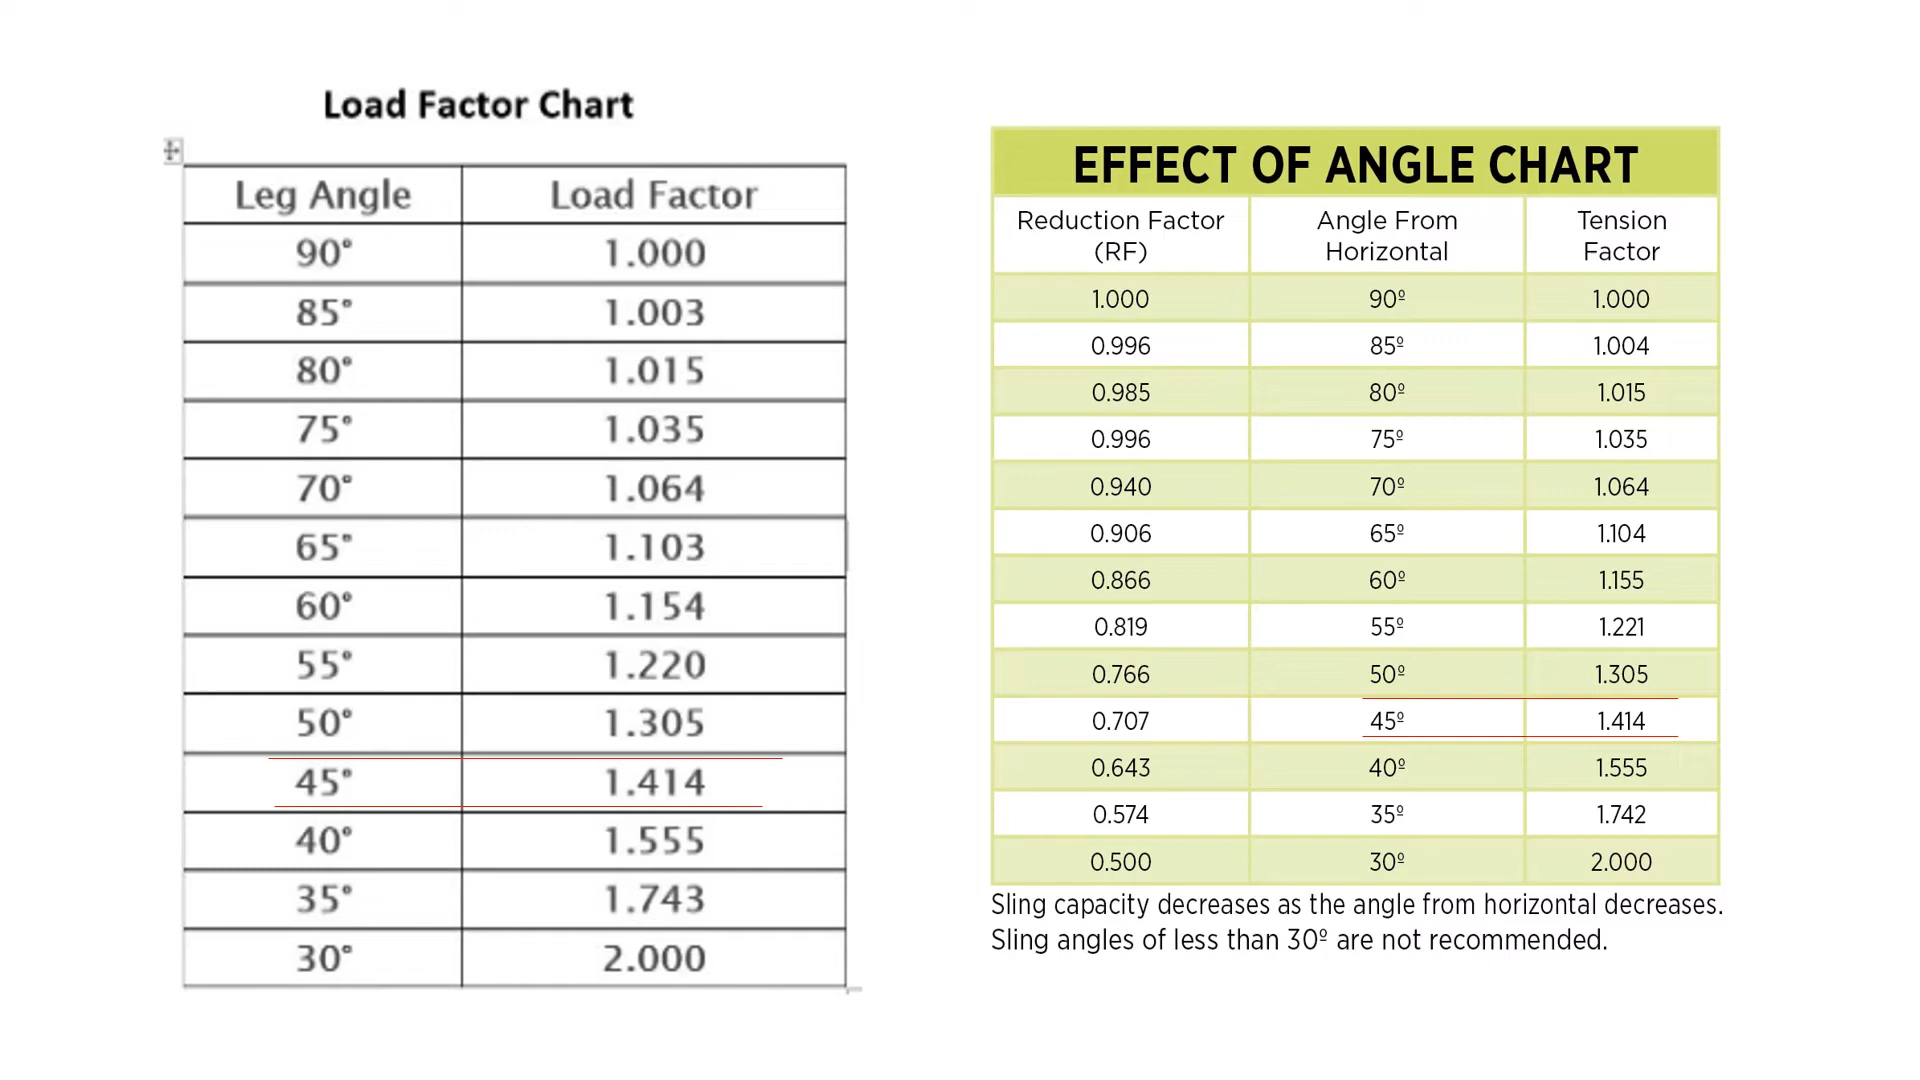 Load Factor Chart
Leg Angle Load Factor
90° 1.000
85° 1.003
80° 1.015
75° 1.035
70° 1.064
65° 1.103
60° 1.154
55° 1.220
50° 1.305
45° 1.414
40° 1.555
35° 1.743
30° 2.000
EFFECT OF ANGLE CHART
Reduction Factor (RF) Angle From Horizontal Tension Factor
1.000 90º 1.000
0.996 85º 1.004
0.985 80º 1.015
0.996 75º 1.035
0.940 70º 1.064
0.906 65º 1.104
0.866 60º 1.155
0.819 55º 1.221
0.766 50º 1.305
0.707 45º 1.414
0.643 40º 1.555
0.574 35º 1.742
0.500 30º 2.000
Sling capacity decreases as the angle from horizontal decreases.
Sling angles of less than 30º are not recommended.